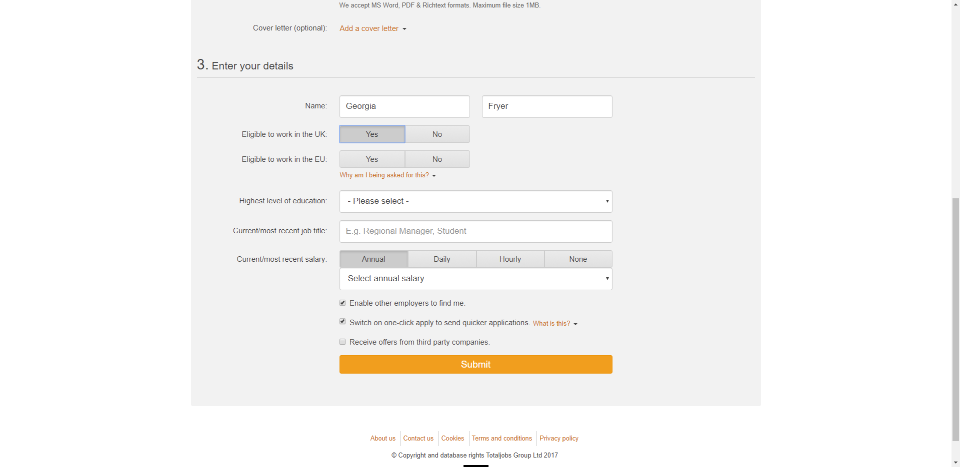 We accept MS Word, PDF & Richtext formats. Maximum file size 1MB.
Cover letter (optional): Add a cover letter
3. Enter your details
Name: Georgia Fryer
Eligible to work in the UK: Yes No
Eligible to work in the EU: Yes No
Why am I being asked for this?
Highest level of education: - Please select -
Current/most recent job title: E.g. Regional Manager, Student
Current/most recent salary: Annual Daily Hourly None
Select annual salary
Enable other employers to find me.
Switch on one-click apply to send quicker applications What is this?
Receive offers from third party companies.
Submit
About us Contact us Cookies Terms and conditions Privacy policy
© Copyright and database rights Totaljobs Group Ltd 2017